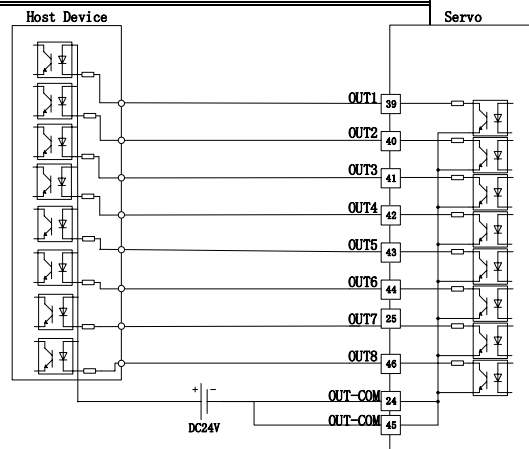 Host Device
Servo
OUT1 39
OUT2 40
OUT3 41
OUT4 42
OUT5 43
OUT6 44
OUT7 25
OUT8 46
OUT-COM 24
+ -
OUT-COM 45
DC24V